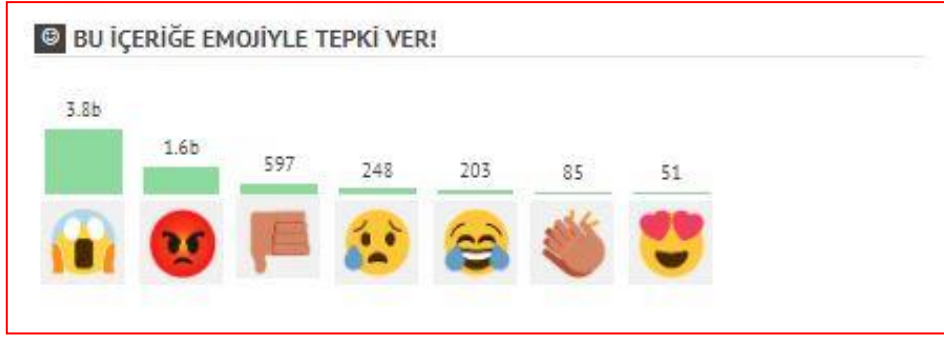 BU İÇERİĞE EMOJİYLE TEPKİ VER!
3.8b
1.6b
597
248
203
85
51